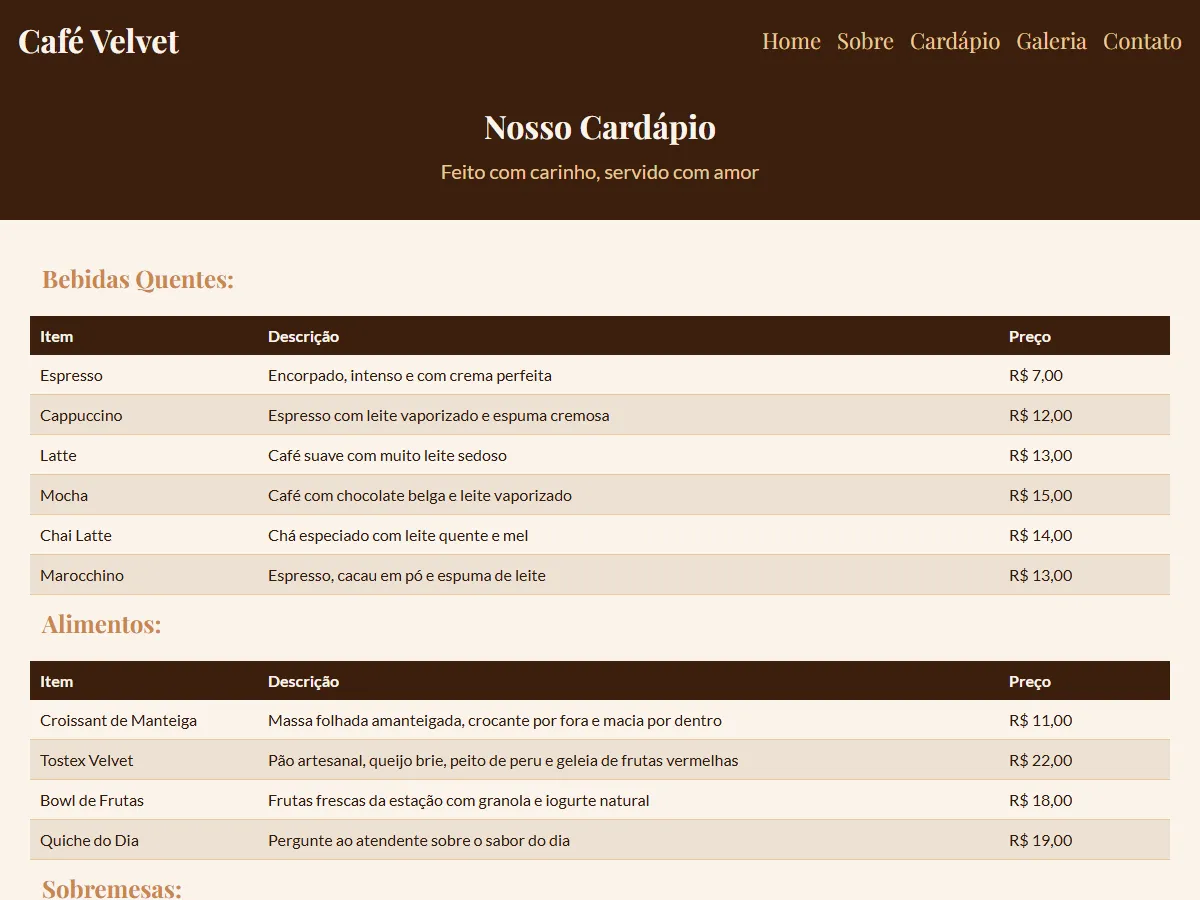 Café Velvet
Home Sobre Cardápio Galeria Contato
Nosso Cardápio
Feito com carinho, servido com amor
Bebidas Quentes:
Item Descrição Preço
Espresso Encorpado, intenso e com crema perfeita R$ 7,00
Cappuccino Espresso com leite vaporizado e espuma cremosa R$ 12,00
Latte Café suave com muito leite sedoso R$ 13,00
Mocha Café com chocolate belga e leite vaporizado R$ 15,00
Chai Latte Chá especiado com leite quente e mel R$ 14,00
Marocchino Espresso, cacau em pó e espuma de leite R$ 13,00
Alimentos:
Item Descrição Preço
Croissant de Manteiga Massa folhada amanteigada, crocante por fora e macia por dentro R$ 11,00
Tostex Velvet Pão artesanal, queijo brie, peito de peru e geleia de frutas vermelhas R$ 22,00
Bowl de Frutas Frutas frescas da estação com granola e iogurte natural R$ 18,00
Quiche do Dia Pergunte ao atendente sobre o sabor do dia R$ 19,00
Sobremesas: